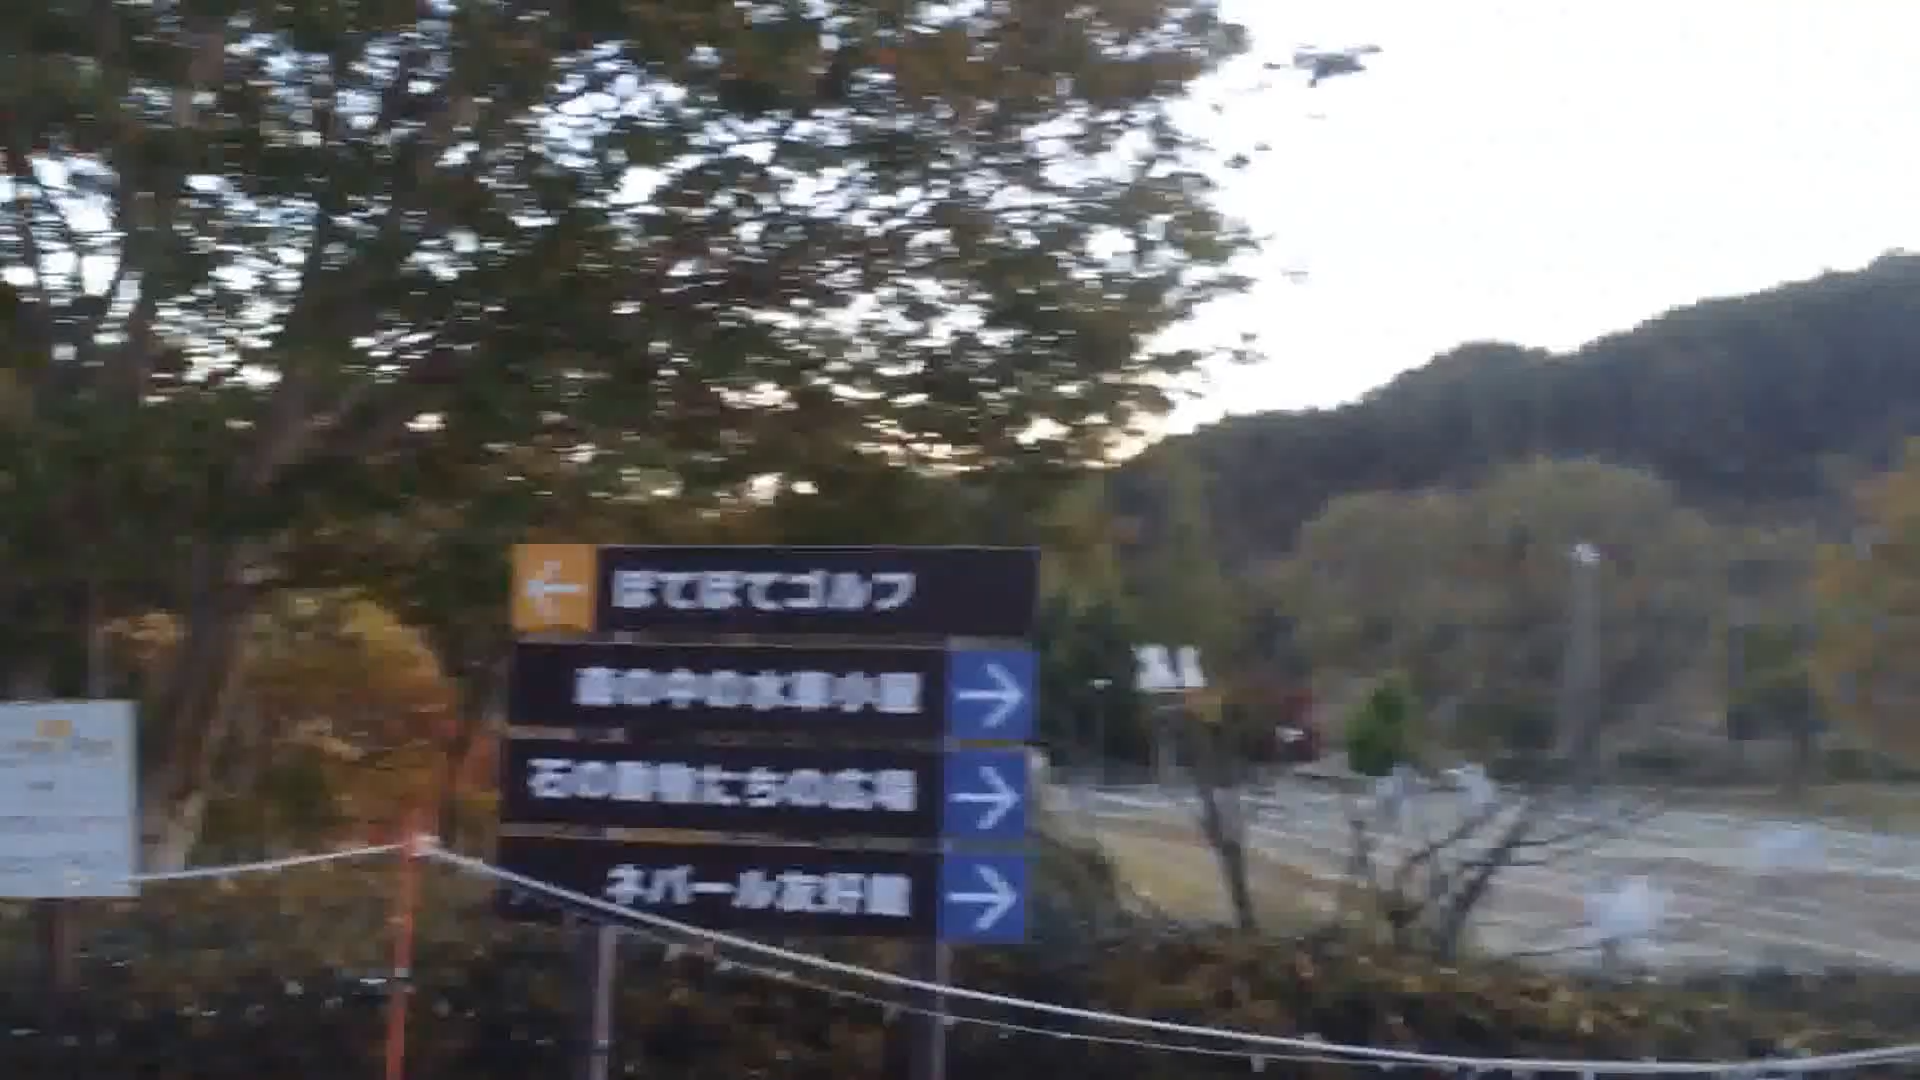 ぽてぽてゴルフ
森の中の水車小屋
石の動物たちの広場
ネパール友好館